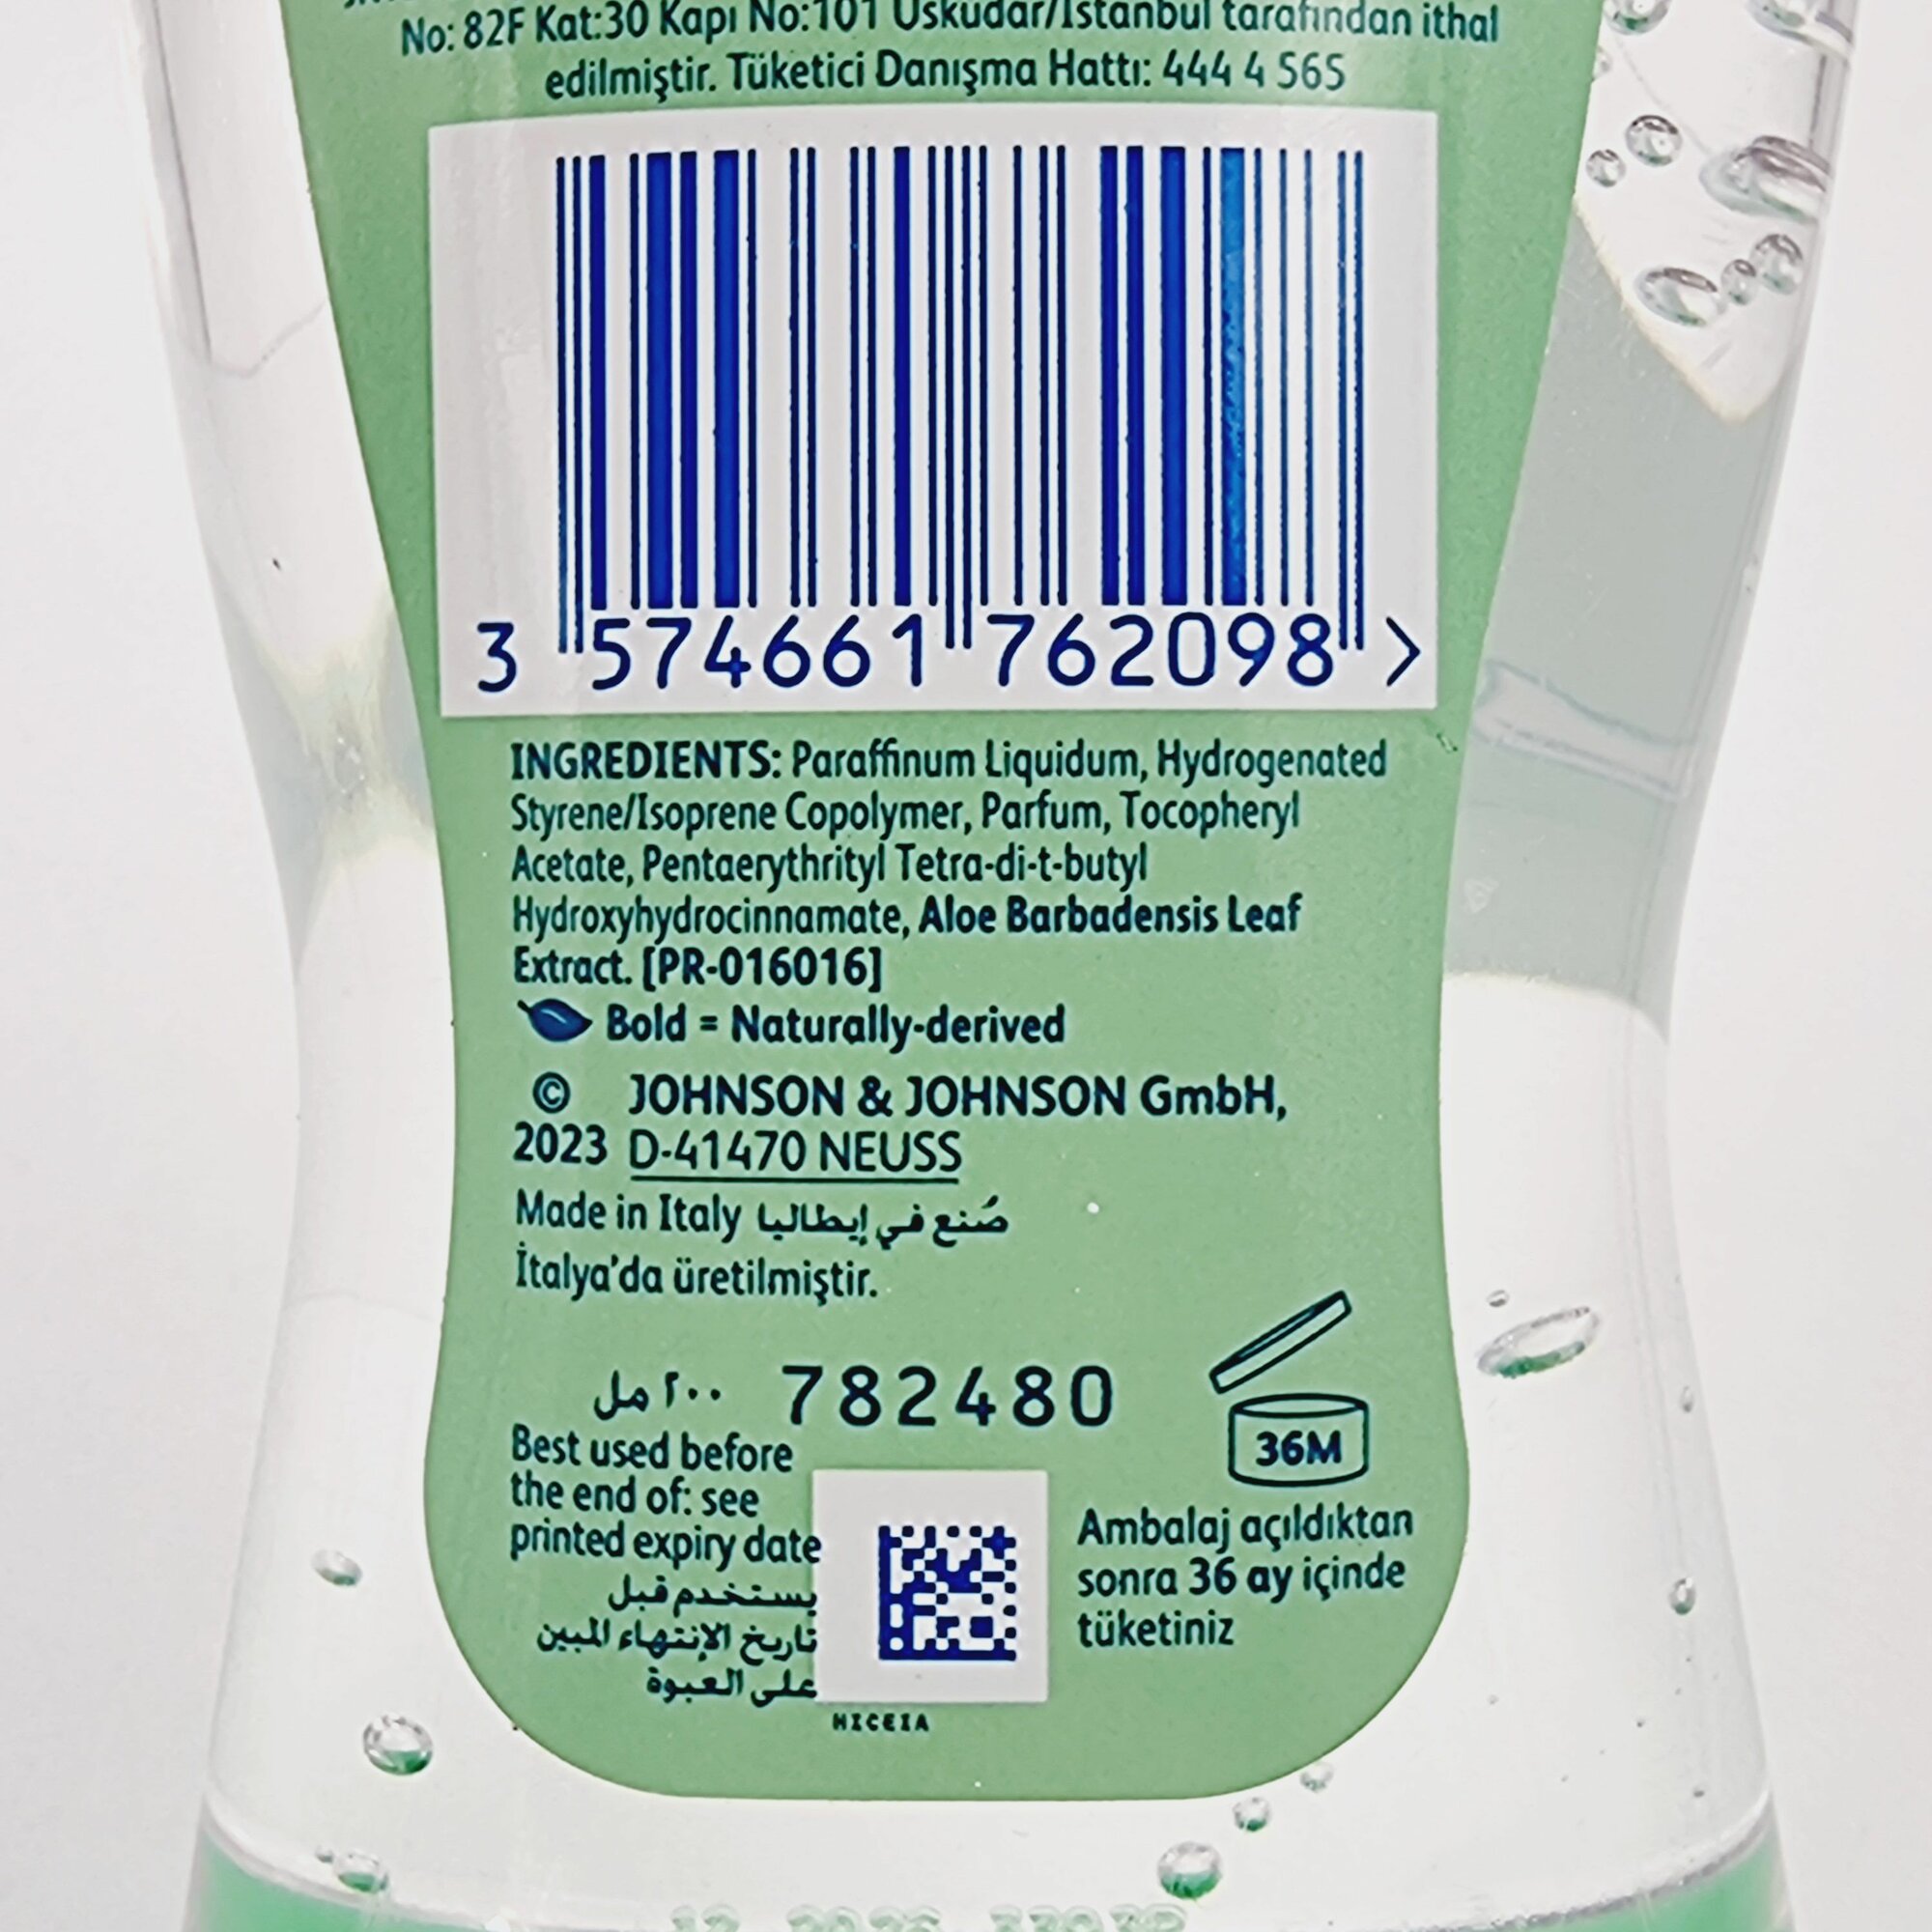 No: 82F Kat:30 Kapı No:101 Üsküdar/İstanbul tarafından ithal
edilmiştir. Tüketici Danışma Hattı: 444 4 565
3 574661 762098 >
INGREDIENTS: Paraffinum Liquidum, Hydrogenated
Styrene/Isoprene Copolymer, Parfum, Tocopheryl
Acetate, Pentaerythrityl Tetra-di-t-butyl
Hydroxyhydrocinnamate, Aloe Barbadensis Leaf
Extract. [PR-016016]
Bold = Naturally-derived
© JOHNSON & JOHNSON GmbH,
2023 D-41470 NEUSS
Made in Italy صُنع في إيطاليا
İtalya'da üretilmiştir.
٢٠٠ مل 782480
36M
Best used before
the end of: see
printed expiry date
يستخدم قبل
تاريخ الإنتهاء المبين
على العبوة
Ambalaj açıldıktan
sonra 36 ay içinde
tüketiniz
HICEIA